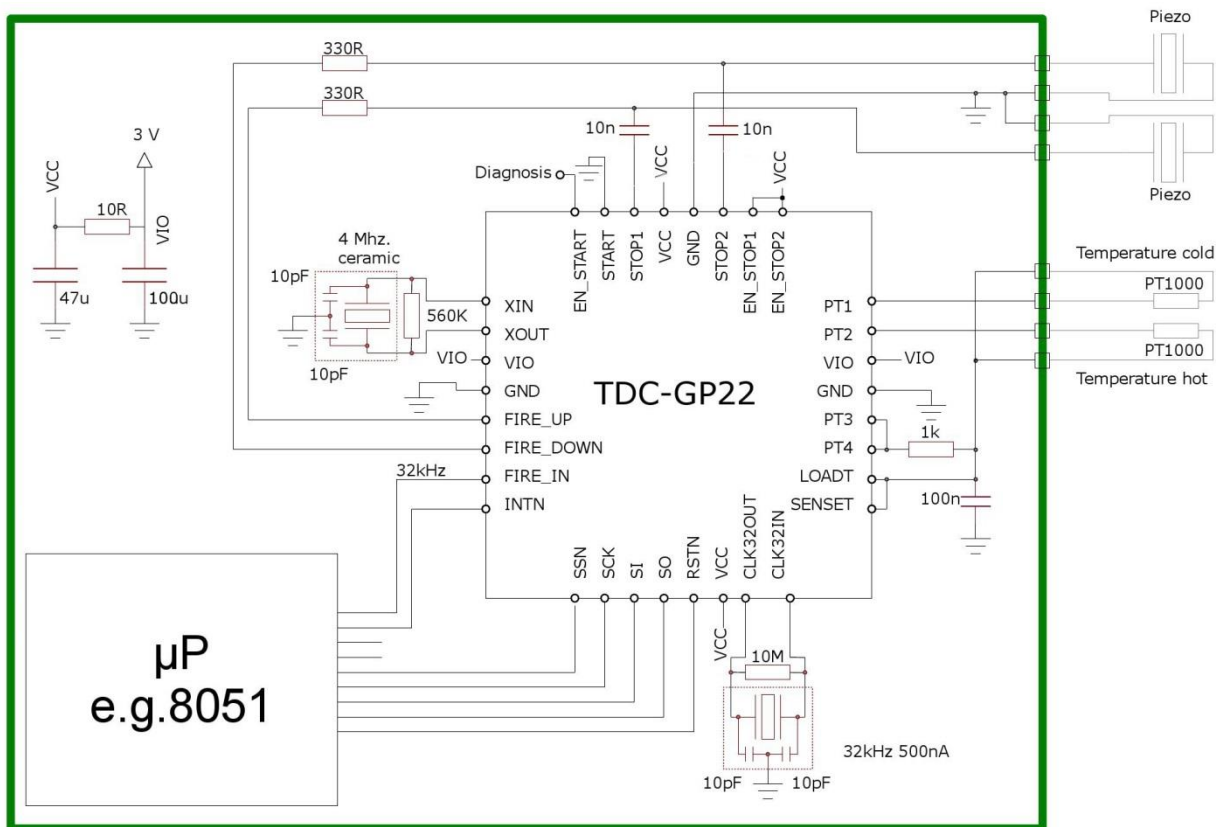 Piezo
330R
330R
10n
10n
3 V
VCC
Diagnosis
VCC
VCC
Piezo
10R
VIO
EN_START
START
STOP1
VCC
GND
STOP2
EN_STOP1
EN_STOP2
4 Mhz.
ceramic
10pF
47u
100u
560K
10pF
Temperature cold
PT1000
PT1000
Temperature hot
XIN
XOUT
VIO
VIO
GND
FIRE_UP
FIRE_DOWN
32kHz
FIRE_IN
INTN
TDC-GP22
PT1
PT2
VIO
VIO
GND
PT3
PT4
1k
LOADT
SENSET
100n
SSN
SCK
SI
SO
RSTN
VCC
CLK32OUT
CLK32IN
µP
e.g.8051
VCC
10M
32kHz 500nA
10pF
10pF